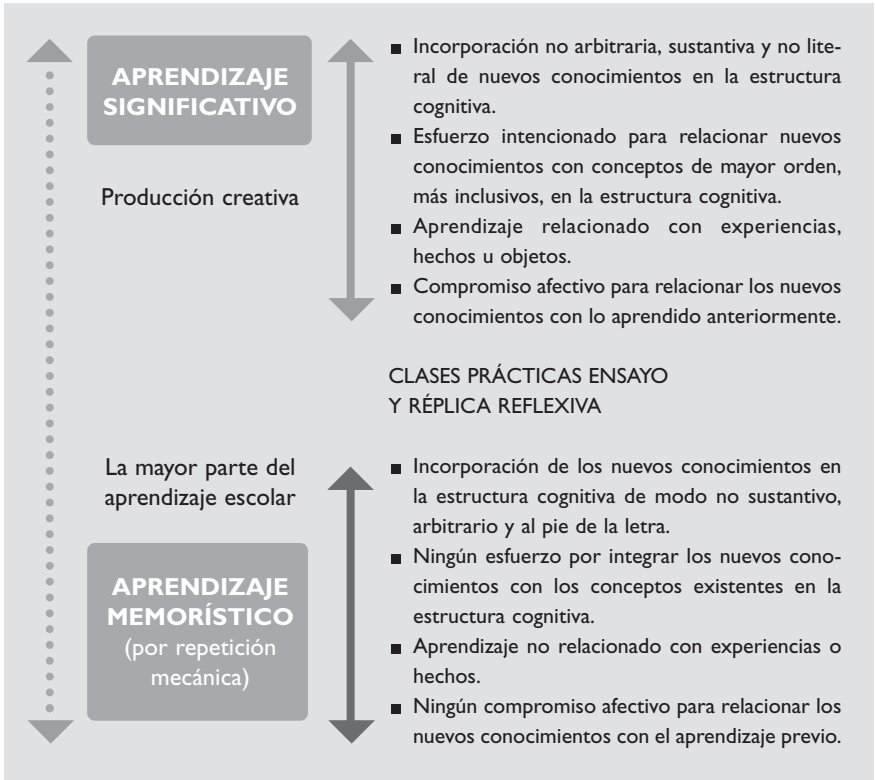 APRENDIZAJE
SIGNIFICATIVO
Producción creativa
■ Incorporación no arbitraria, sustantiva y no lite-
ral de nuevos conocimientos en la estructura
cognitiva.
■ Esfuerzo intencionado para relacionar nuevos
conocimientos con conceptos de mayor orden,
más inclusivos, en la estructura cognitiva.
■ Aprendizaje relacionado con experiencias,
hechos u objetos.
■ Compromiso afectivo para relacionar los nuevos
conocimientos con lo aprendido anteriormente.
CLASES PRÁCTICAS ENSAYO
Y RÉPLICA REFLEXIVA
La mayor parte del
aprendizaje escolar
APRENDIZAJE
MEMORÍSTICO
(por repetición
mecánica)
■ Incorporación de los nuevos conocimientos en
la estructura cognitiva de modo no sustantivo,
arbitrario y al pie de la letra.
■ Ningún esfuerzo por integrar los nuevos cono-
cimientos con los conceptos existentes en la
estructura cognitiva.
■ Aprendizaje no relacionado con experiencias o
hechos.
■ Ningún compromiso afectivo para relacionar los
nuevos conocimientos con el aprendizaje previo.